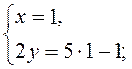 x = 1,
2y = 5 · 1 − 1;